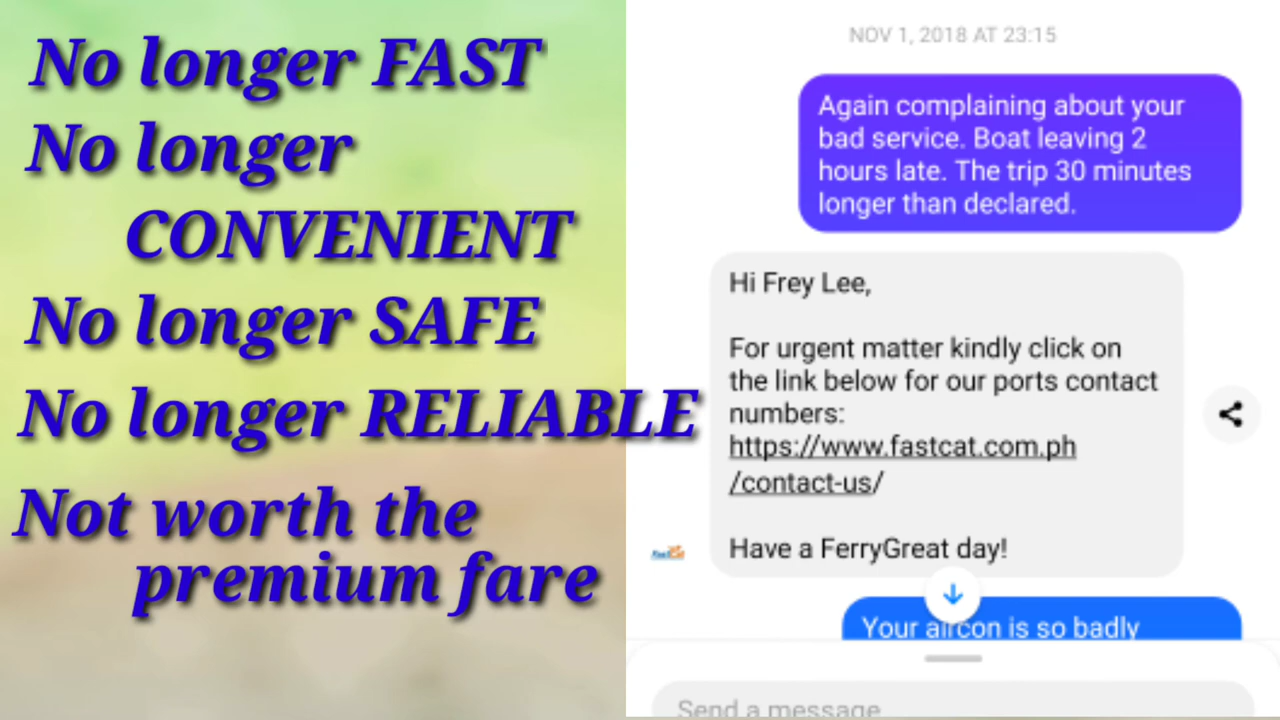 No longer FAST
No longer
CONVENIENT
No longer SAFE
No longer RELIABLE
Not worth the
premium fare
NOV 1, 2018 AT 23:15
Again complaining about your
bad service. Boat leaving 2
hours late. The trip 30 minutes
longer than declared.
Hi Frey Lee,
For urgent matter kindly click on
the link below for our ports contact
numbers:
https://www.fastcat.com.ph
/contact-us/
Have a FerryGreat day!
FastCat
Your aircon is so badly
Send a message